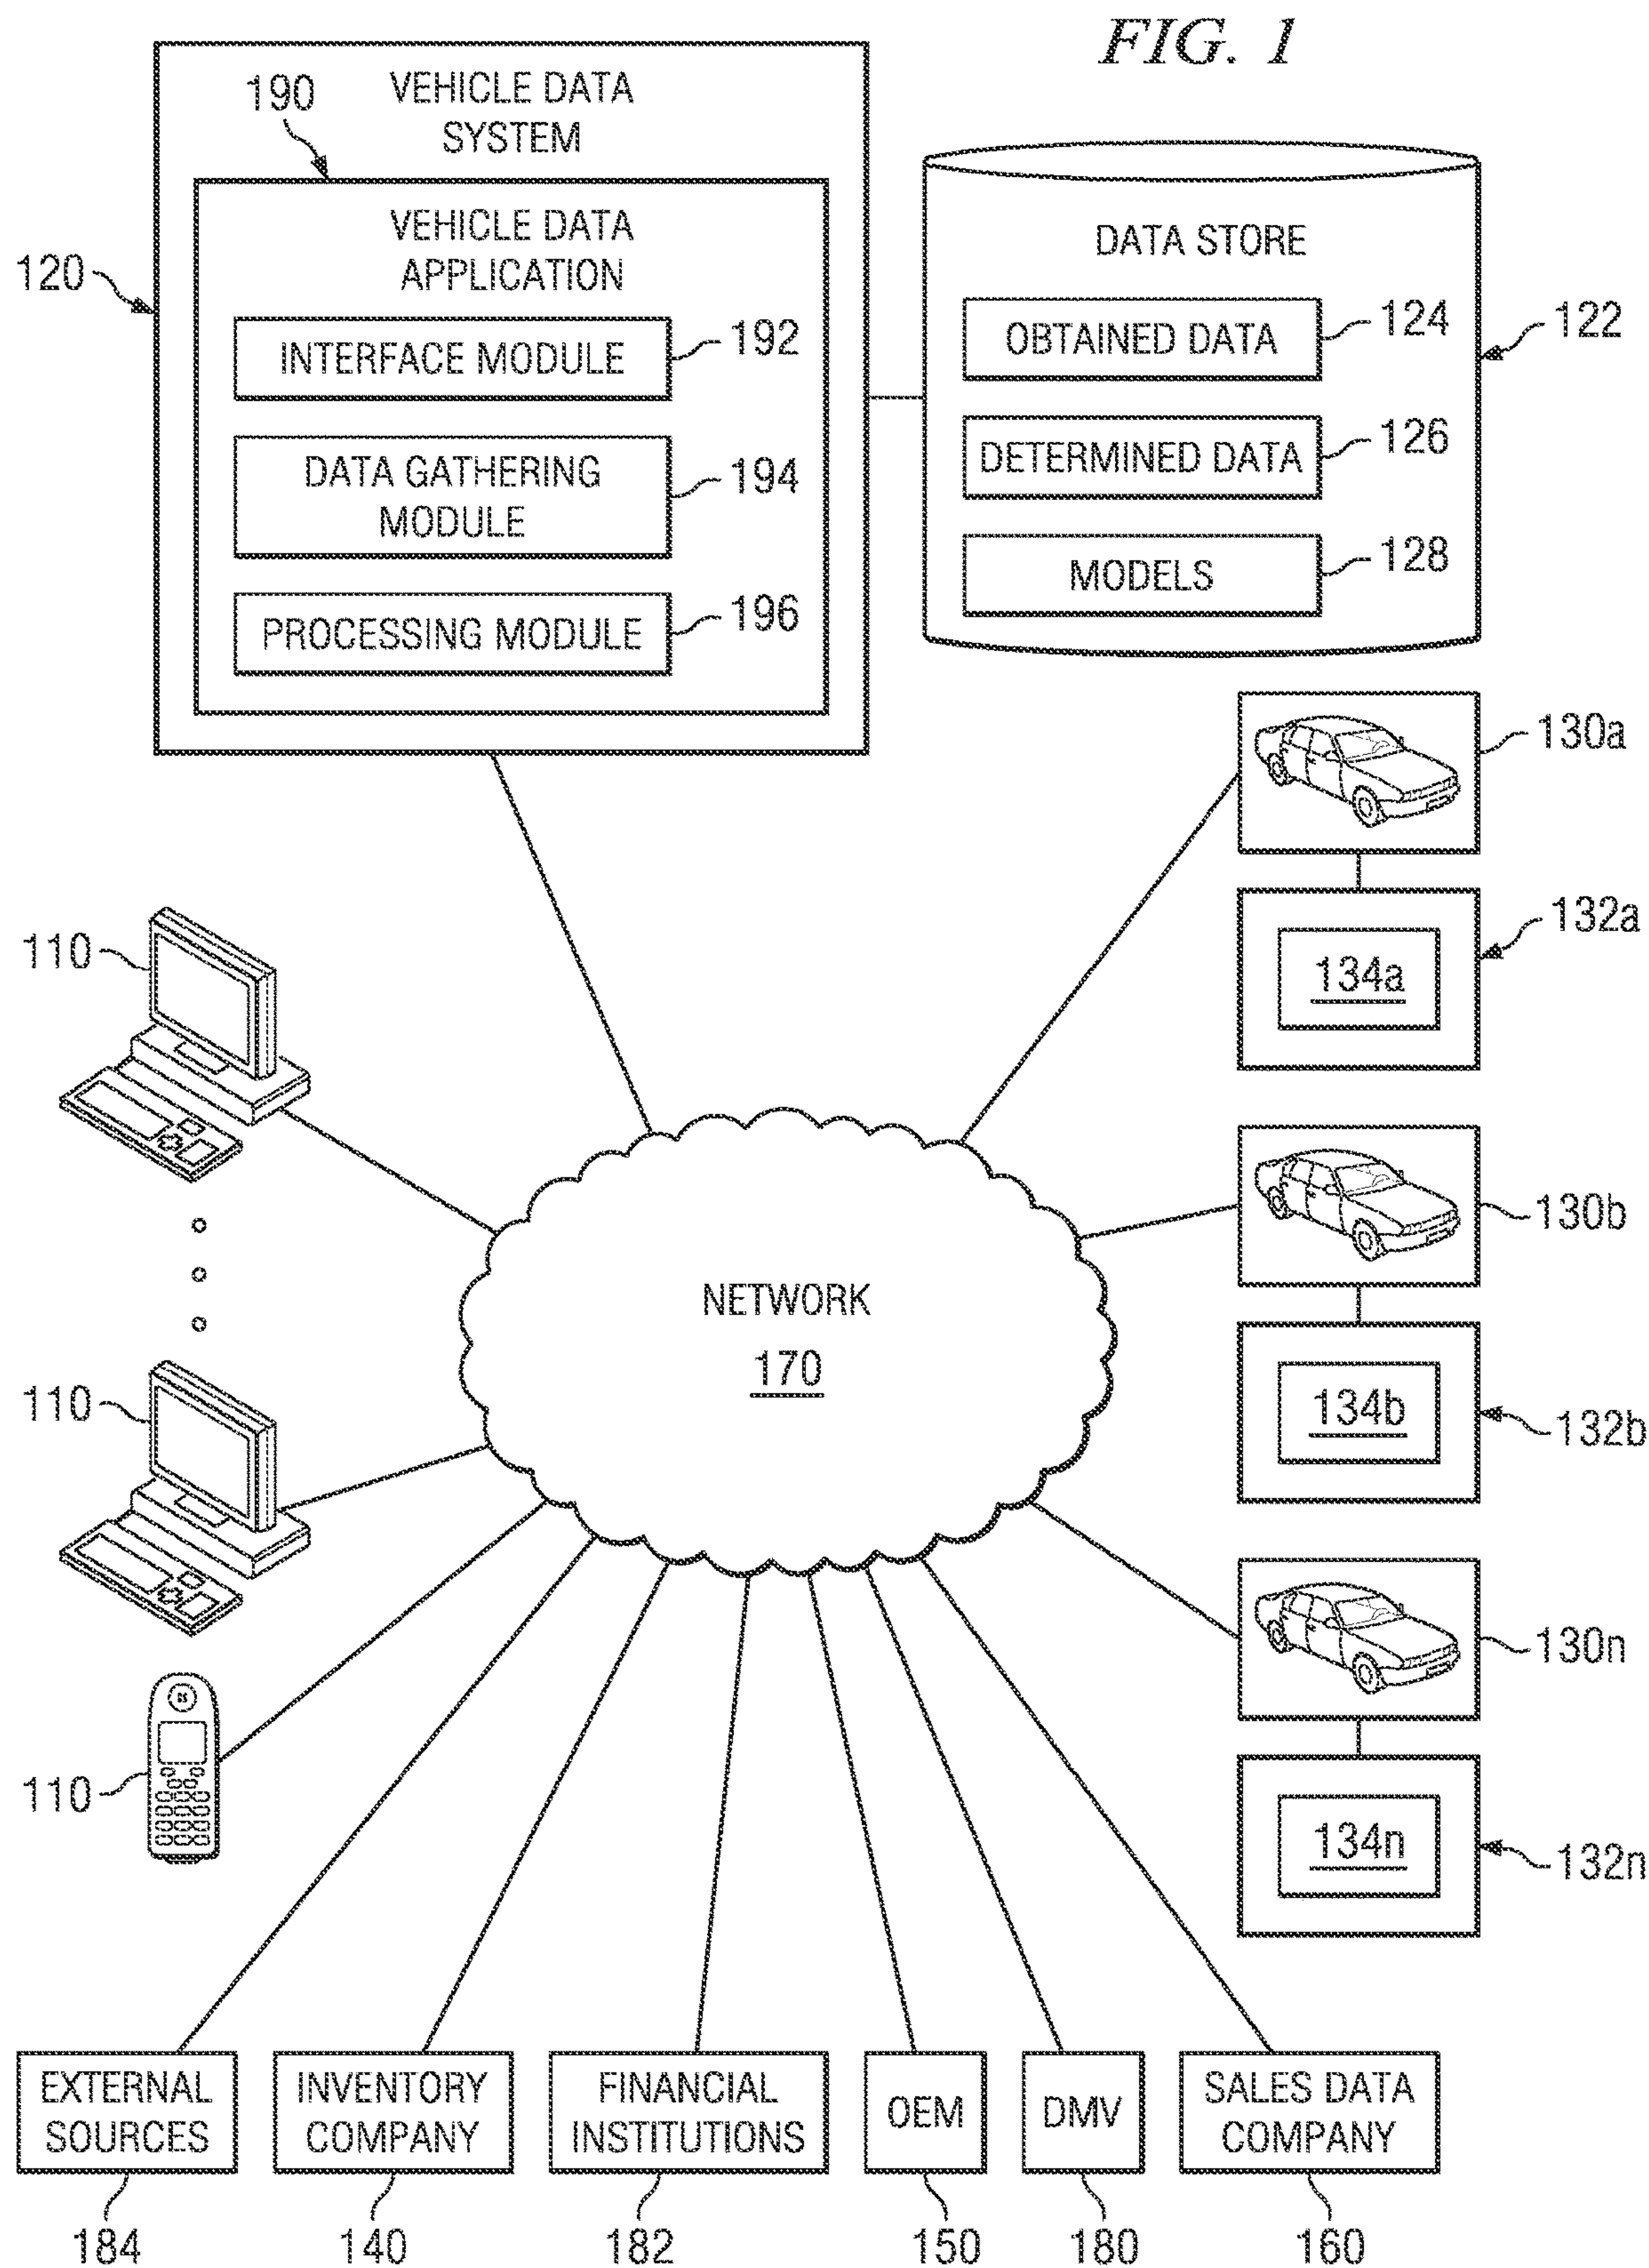 FIG. 1
VEHICLE DATA
SYSTEM
190
VEHICLE DATA
APPLICATION
120
INTERFACE MODULE
192
DATA GATHERING
MODULE
194
PROCESSING MODULE
196
DATA STORE
OBTAINED DATA
124
122
DETERMINED DATA
126
MODELS
128
130a
132a
134a
110
130b
NETWORK
170
110
134b
132b
130n
110
134n
132n
EXTERNAL
SOURCES
INVENTORY
COMPANY
FINANCIAL
INSTITUTIONS
OEM
DMV
SALES DATA
COMPANY
184
140
182
150
180
160